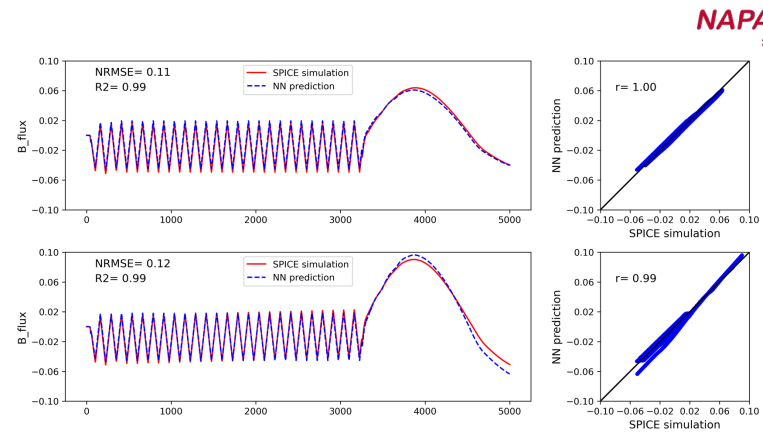 NAPA
0.10
0.06
0.02
−0.02
−0.06
−0.10
B_flux
NRMSE= 0.11
R2= 0.99
SPICE simulation
NN prediction
0 1000 2000 3000 4000 5000
0.10
0.06
0.02
−0.02
−0.06
−0.10
NN prediction
r= 1.00
−0.10 −0.06 −0.02 0.02 0.06 0.10
SPICE simulation
0.10
0.06
0.02
−0.02
−0.06
−0.10
B_flux
NRMSE= 0.12
R2= 0.99
SPICE simulation
NN prediction
0 1000 2000 3000 4000 5000
0.10
0.06
0.02
−0.02
−0.06
−0.10
NN prediction
r= 0.99
−0.10 −0.06 −0.02 0.02 0.06 0.10
SPICE simulation